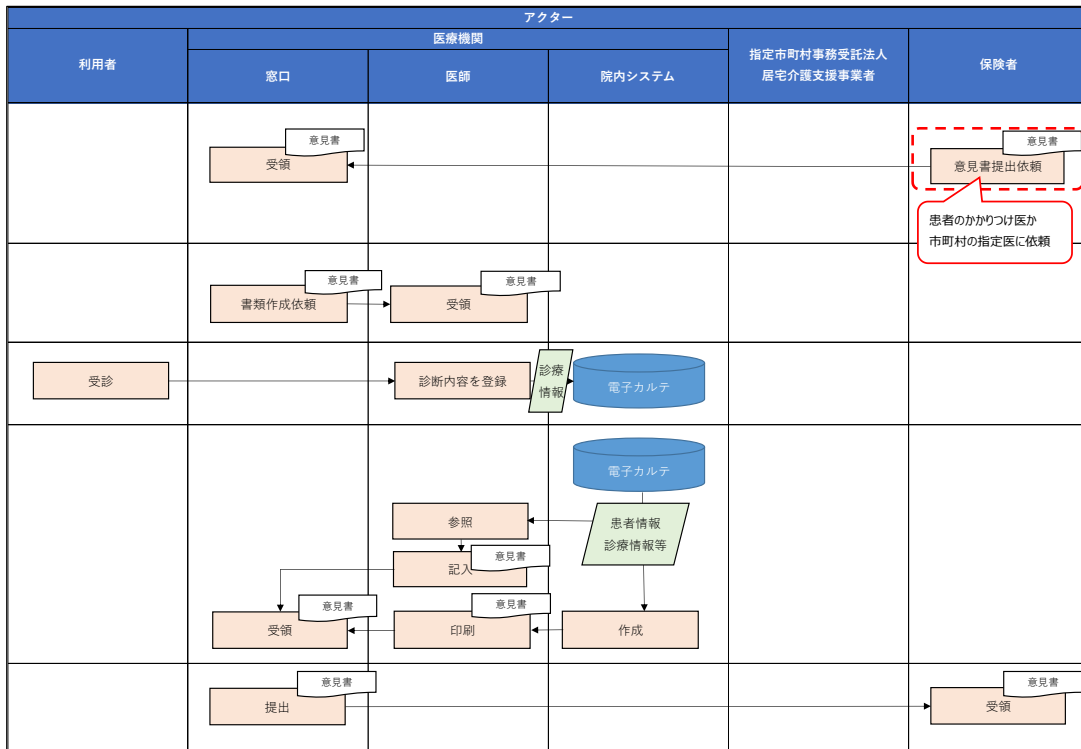 アクター
利用者
医療機関
窓口
医師
院内システム
指定市町村事務受託法人
居宅介護支援事業者
保険者
意見書
受領
意見書
意見書提出依頼
患者のかかりつけ医か
市町村の指定医に依頼
意見書
書類作成依頼
意見書
受領
受診
診断内容を登録
診療
情報
電子カルテ
電子カルテ
参照
患者情報
診療情報等
意見書
記入
意見書
受領
意見書
印刷
作成
意見書
提出
意見書
受領